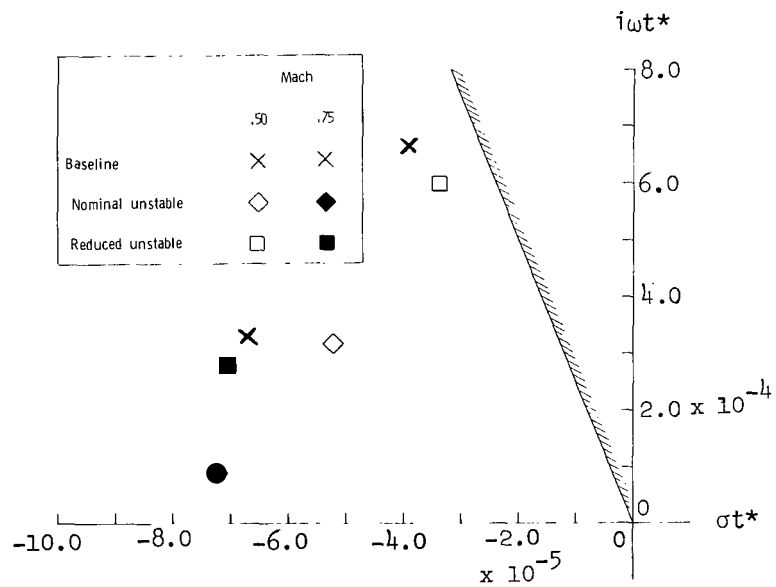 iωt*
8.0
6.0
4.0
2.0 x 10-4
0
Mach
.50 .75
Baseline
Nominal unstable
Reduced unstable
-10.0 -8.0 -6.0 -4.0 -2.0 0 σt*
x 10-5